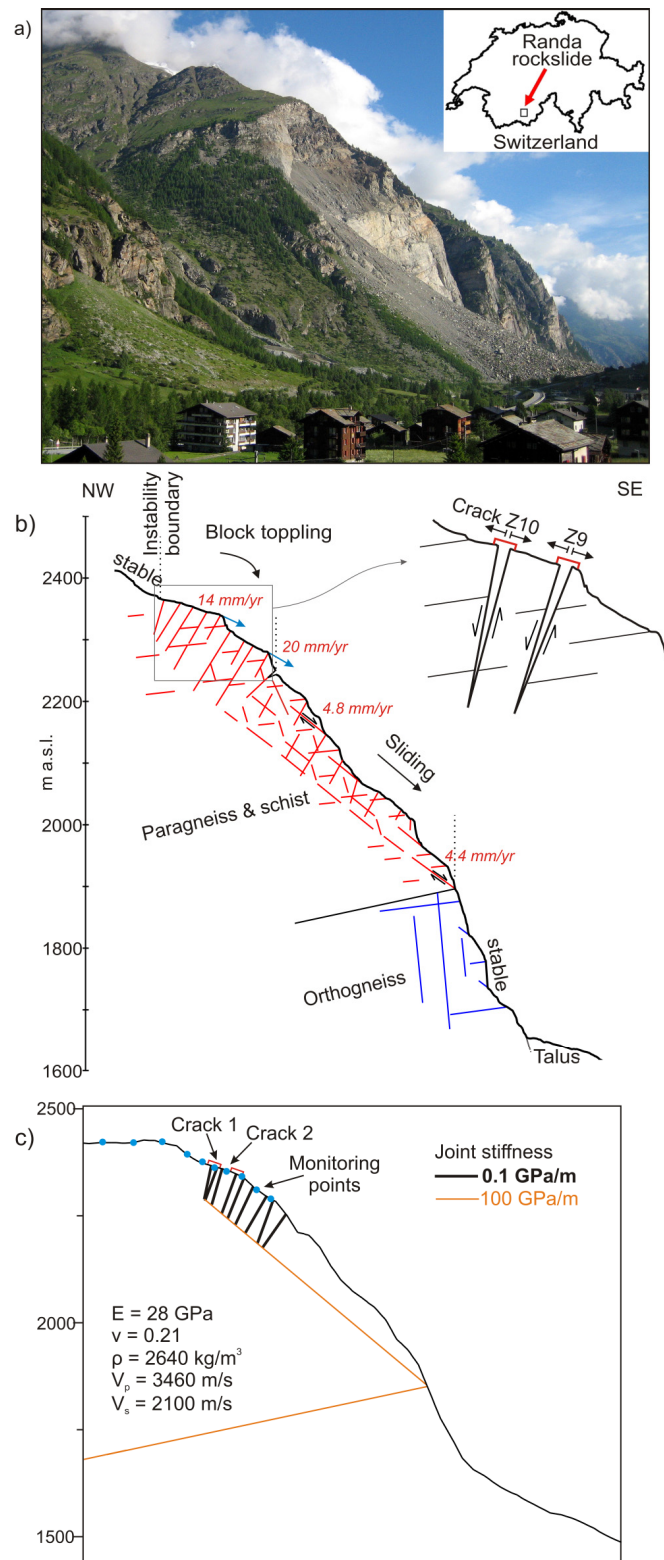 a)
Randa
rockslide
Switzerland
b)
NW
SE
Instability
boundary
Block toppling
Crack Z10
Z9
stable
2400
14 mm/yr
20 mm/yr
2200
4.8 mm/yr
m a.s.l.
Sliding
Paragneiss & schist
2000
4.4 mm/yr
1800
stable
Orthogneiss
1600
Talus
c)
2500
Crack 1
Crack 2
Monitoring
points
Joint stiffness
0.1 GPa/m
100 GPa/m
2000
E = 28 GPa
ν = 0.21
ρ = 2640 kg/m³
Vₚ = 3460 m/s
Vₛ = 2100 m/s
1500